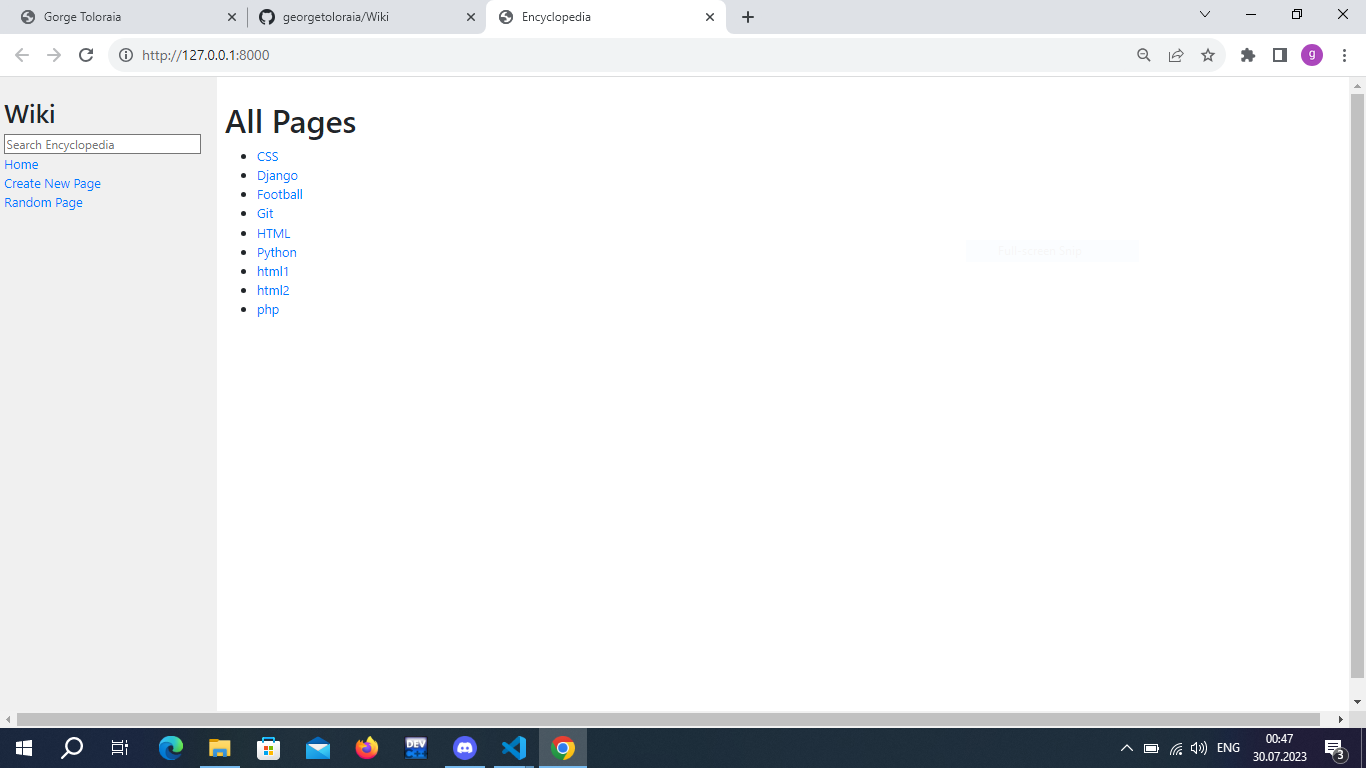 Gorge Toloraia
georgetoloraia/Wiki
Encyclopedia
http://127.0.0.1:8000
g
Wiki
Search Encyclopedia
Home
Create New Page
Random Page
All Pages
CSS
Django
Football
Git
HTML
Python
html1
html2
php
Full-screen Snip
DEV
ENG
00:47
30.07.2023
3